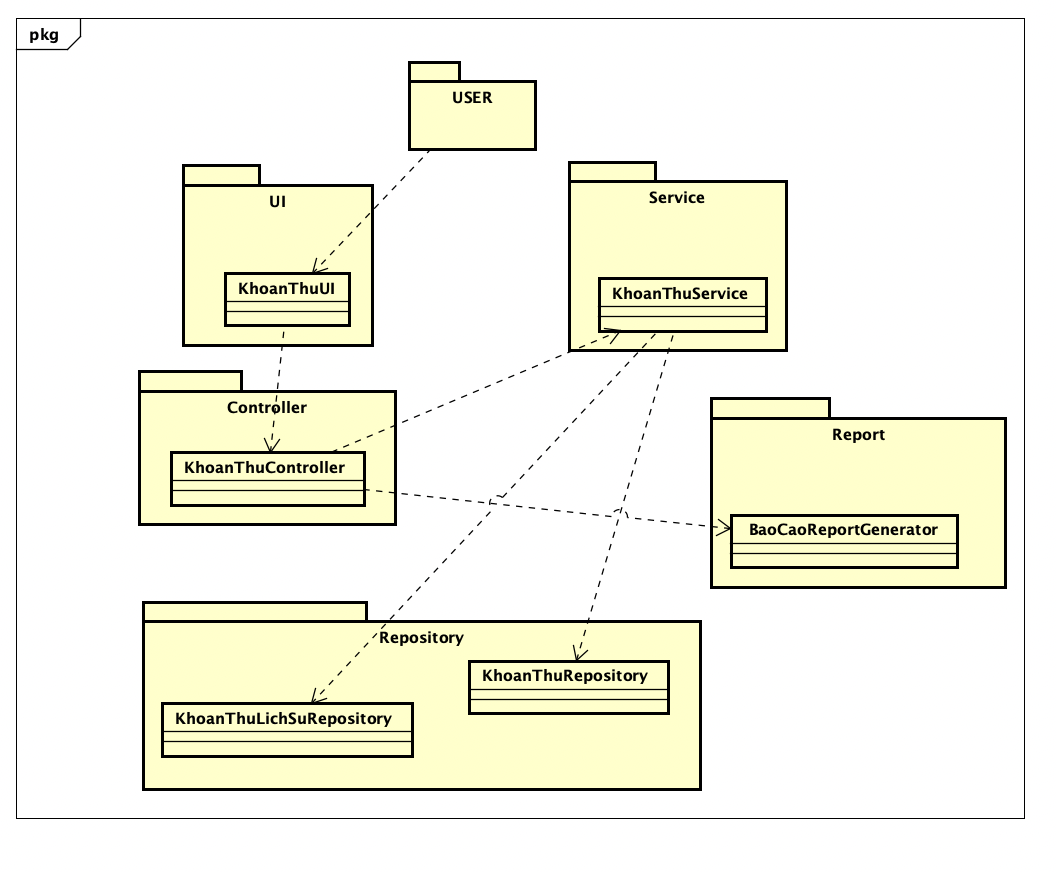 pkg
USER
UI
Service
KhoanThuUI
KhoanThuService
Controller
Report
KhoanThuController
BaoCaoReportGenerator
Repository
KhoanThuRepository
KhoanThuLichSuRepository